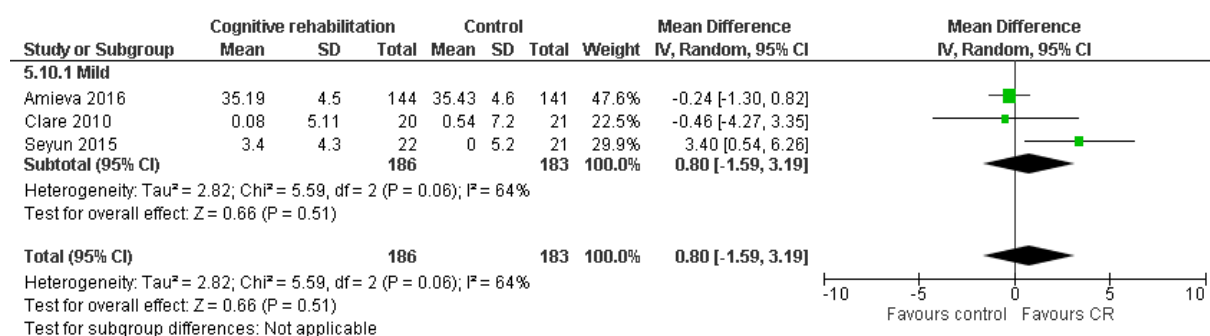 Cognitive rehabilitation Control Mean Difference Mean Difference
Study or Subgroup Mean SD Total Mean SD Total Weight IV, Random, 95% CI IV, Random, 95% CI
5.10.1 Mild
Amieva 2016 35.19 4.5 144 35.43 4.6 141 47.6% -0.24 [-1.30, 0.82]
Clare 2010 0.08 5.11 20 0.54 7.2 21 22.5% -0.46 [-4.27, 3.35]
Seyun 2015 3.4 4.3 22 0 5.2 21 29.9% 3.40 [0.54, 6.26]
Subtotal (95% CI) 186 183 100.0% 0.80 [-1.59, 3.19]
Heterogeneity: Tau² = 2.82; Chi² = 5.59, df = 2 (P = 0.06); I² = 64%
Test for overall effect: Z = 0.66 (P = 0.51)
Total (95% CI) 186 183 100.0% 0.80 [-1.59, 3.19]
Heterogeneity: Tau² = 2.82; Chi² = 5.59, df = 2 (P = 0.06); I² = 64%
Test for overall effect: Z = 0.66 (P = 0.51)
Test for subgroup differences: Not applicable
-10 -5 0 5 10
Favours control Favours CR